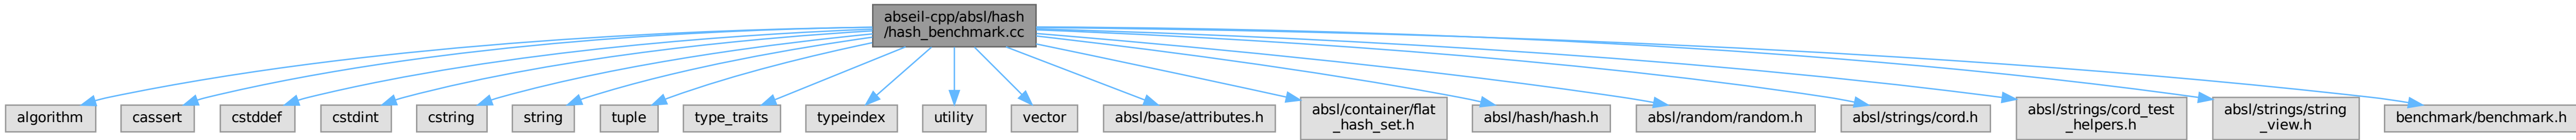 abseil-cpp/absl/hash
/hash_benchmark.cc
algorithm
cassert
cstddef
cstdint
cstring
string
tuple
type_traits
typeindex
utility
vector
absl/base/attributes.h
absl/container/flat
_hash_set.h
absl/hash/hash.h
absl/random/random.h
absl/strings/cord.h
absl/strings/cord_test
_helpers.h
absl/strings/string
_view.h
benchmark/benchmark.h